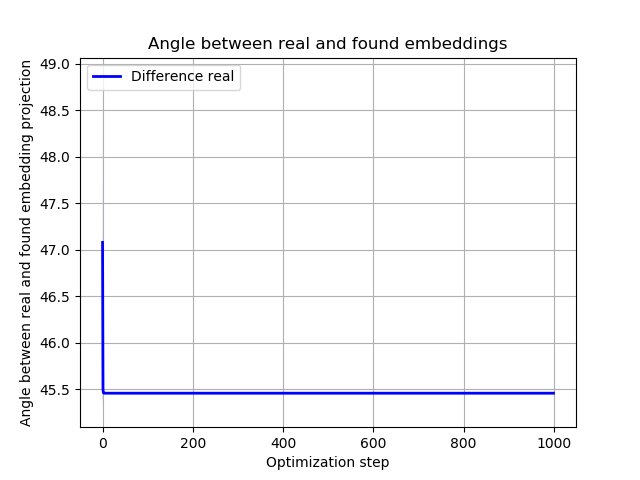 Angle between real and found embeddings
Difference real
Angle between real and found embedding projection
49.0
48.5
48.0
47.5
47.0
46.5
46.0
45.5
0 200 400 600 800 1000
Optimization step